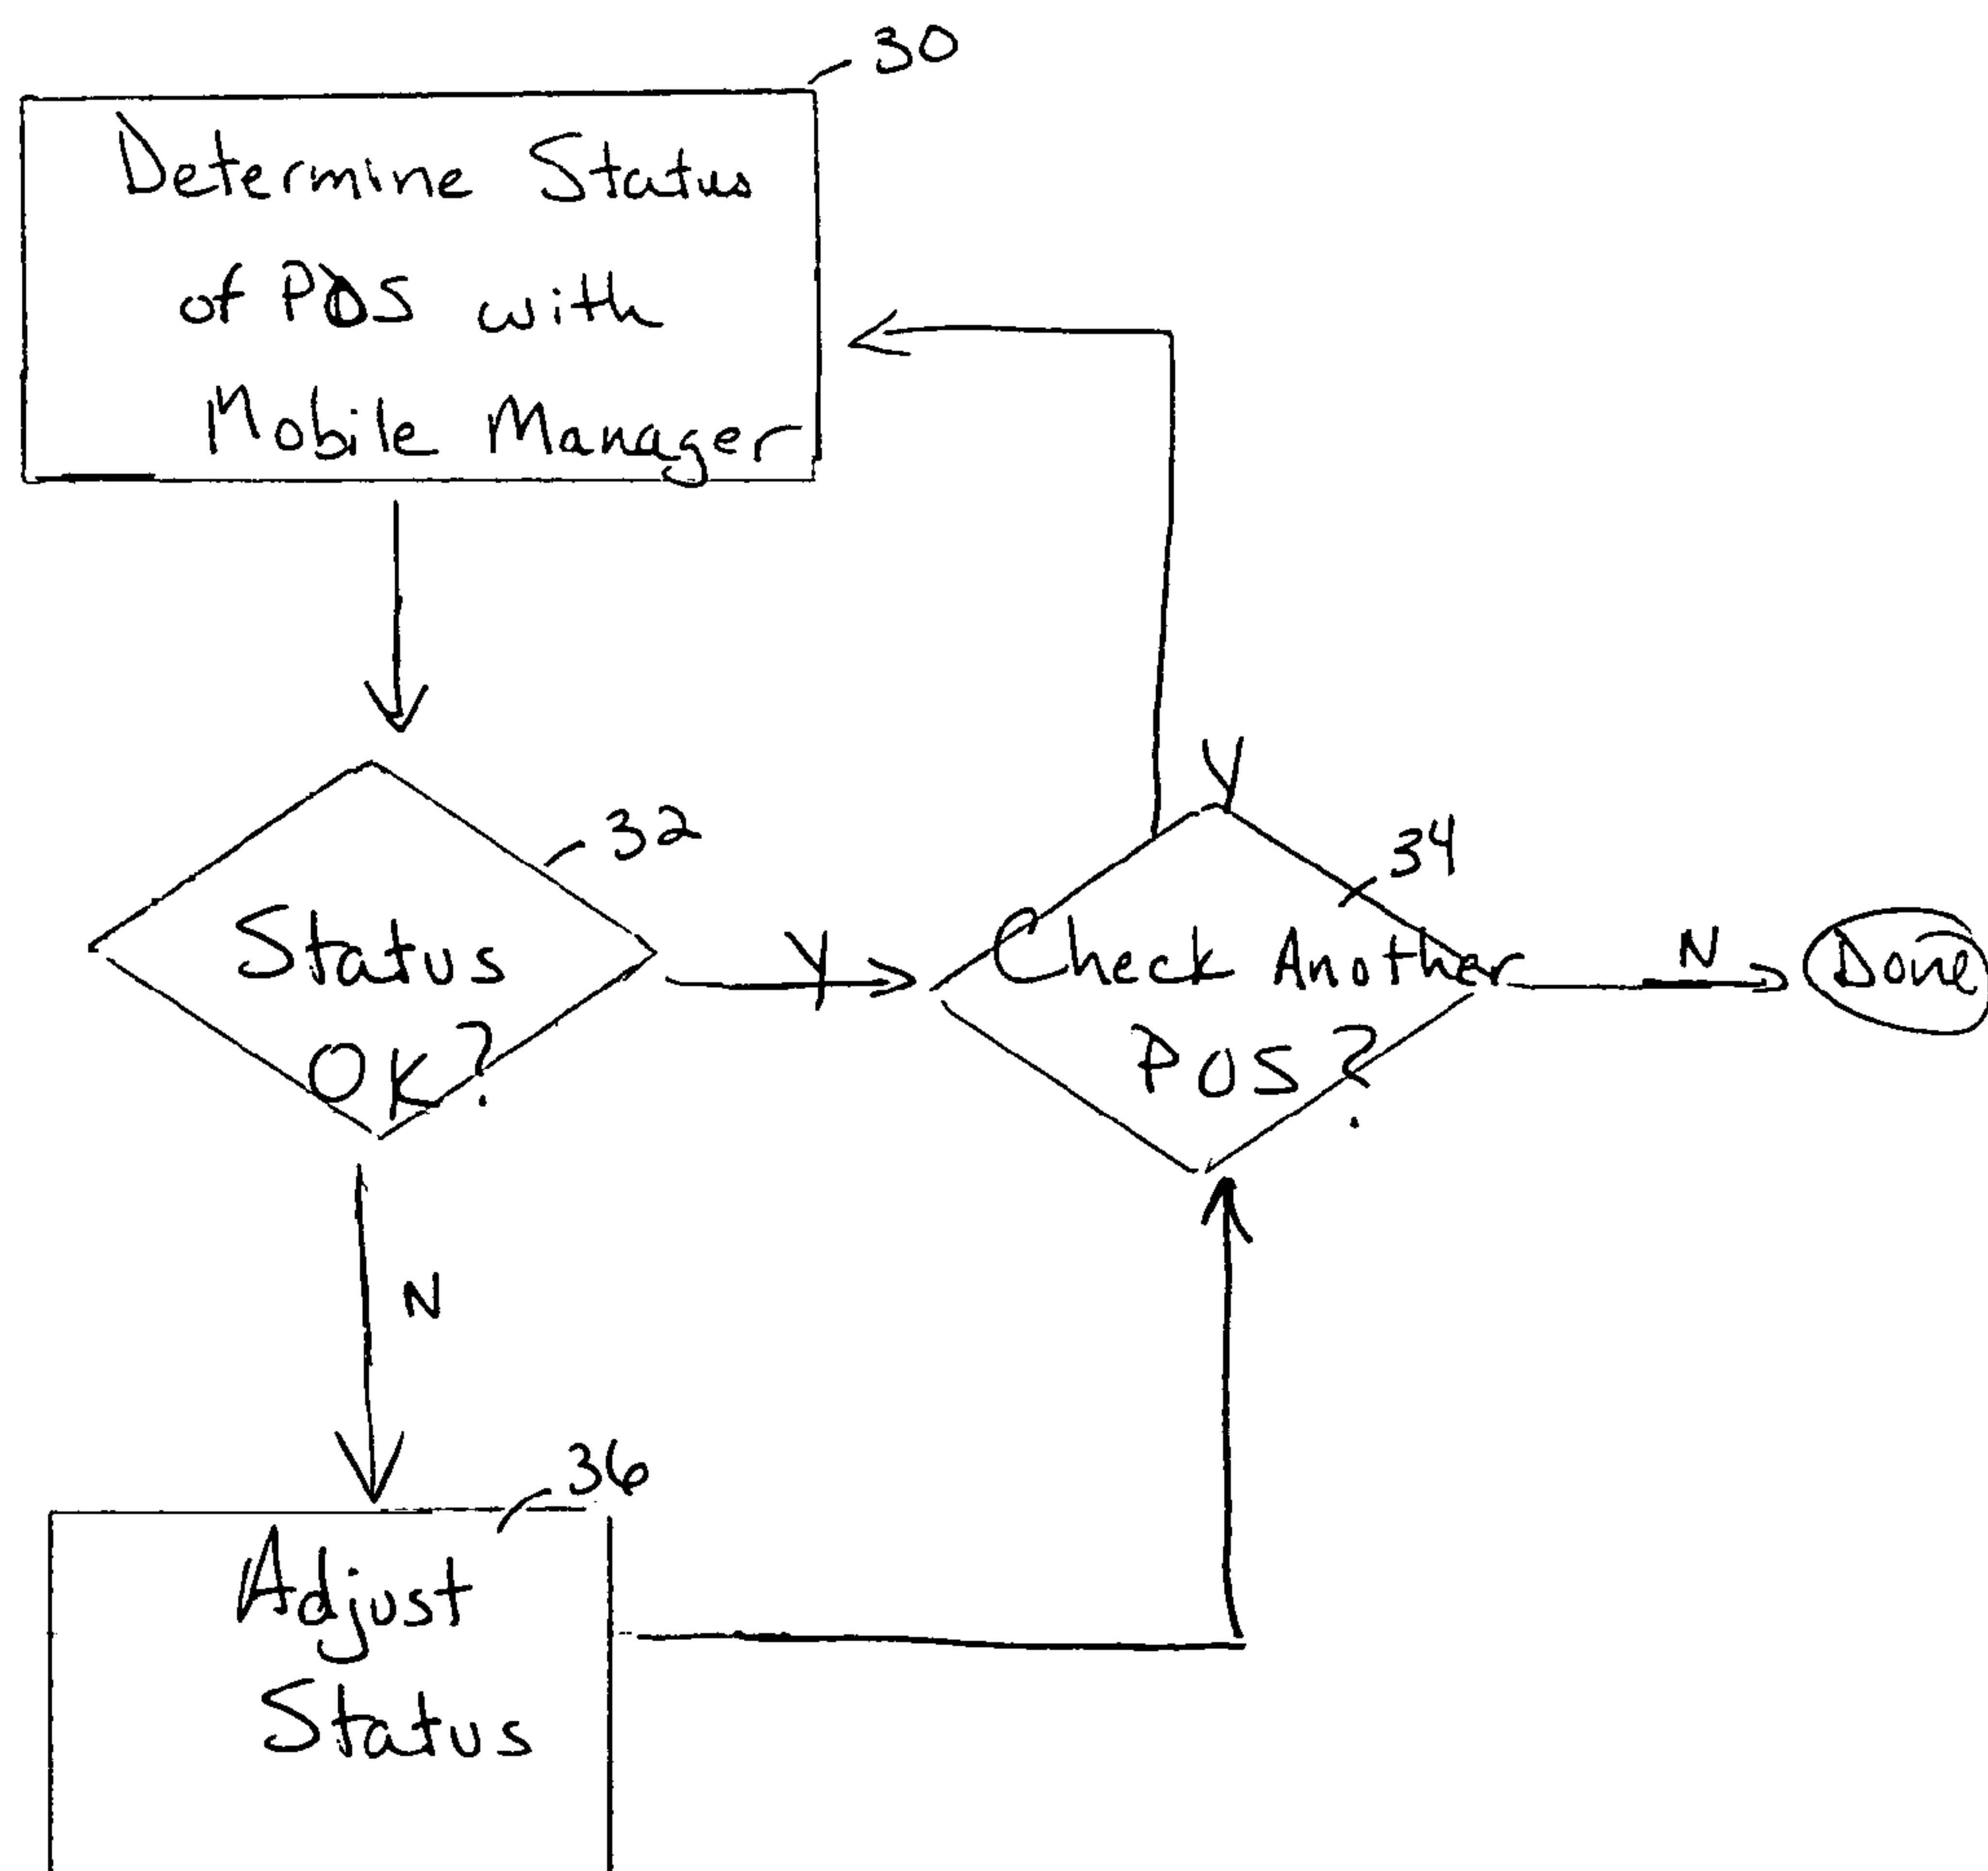 30
Determine Status
of POS with
Mobile Manager
32
Status
OK?
Y
Y
34
Check Another
POS?
N
Done
N
36
Adjust
Status